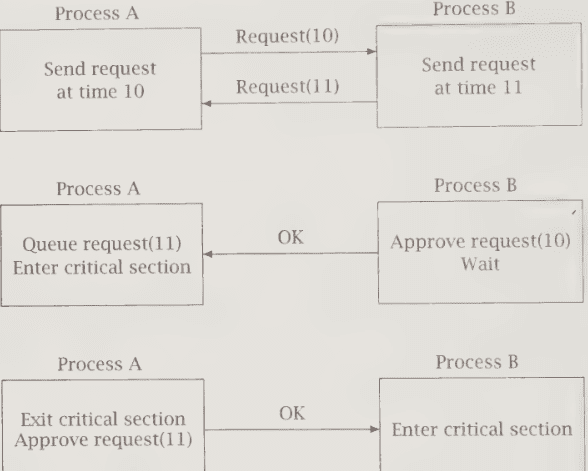 Process A
Process B
Request(10)
Send request
at time 10
Request(11)
Send request
at time 11
Process A
Process B
Queue request(11)
Enter critical section
OK
Approve request(10)
Wait
Process A
Process B
Exit critical section
Approve request(11)
OK
Enter critical section